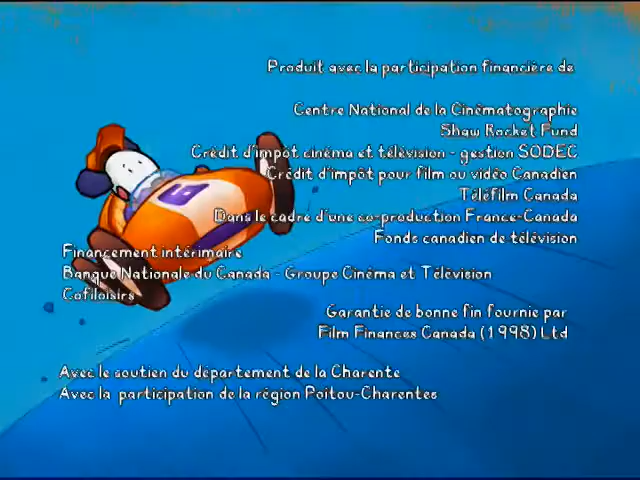 Produit avec la participation financière de
Centre National de la Cinématographie
Shaw Rocket Fund
Crédit d'impôt cinéma et télévision - gestion SODEC
Crédit d'impôt pour film ou vidéo Canadien
Téléfilm Canada
Dans le cadre d'une co-production France-Canada
Fonds canadien de télévision
Financement intérimaire
Banque Nationale du Canada - Groupe Cinéma et Télévision
Cofiloisirs
Garantie de bonne fin fournie par
Film Finances Canada (1998) Ltd
Avec le soutien du département de la Charente
Avec la participation de la région Poitou-Charentes